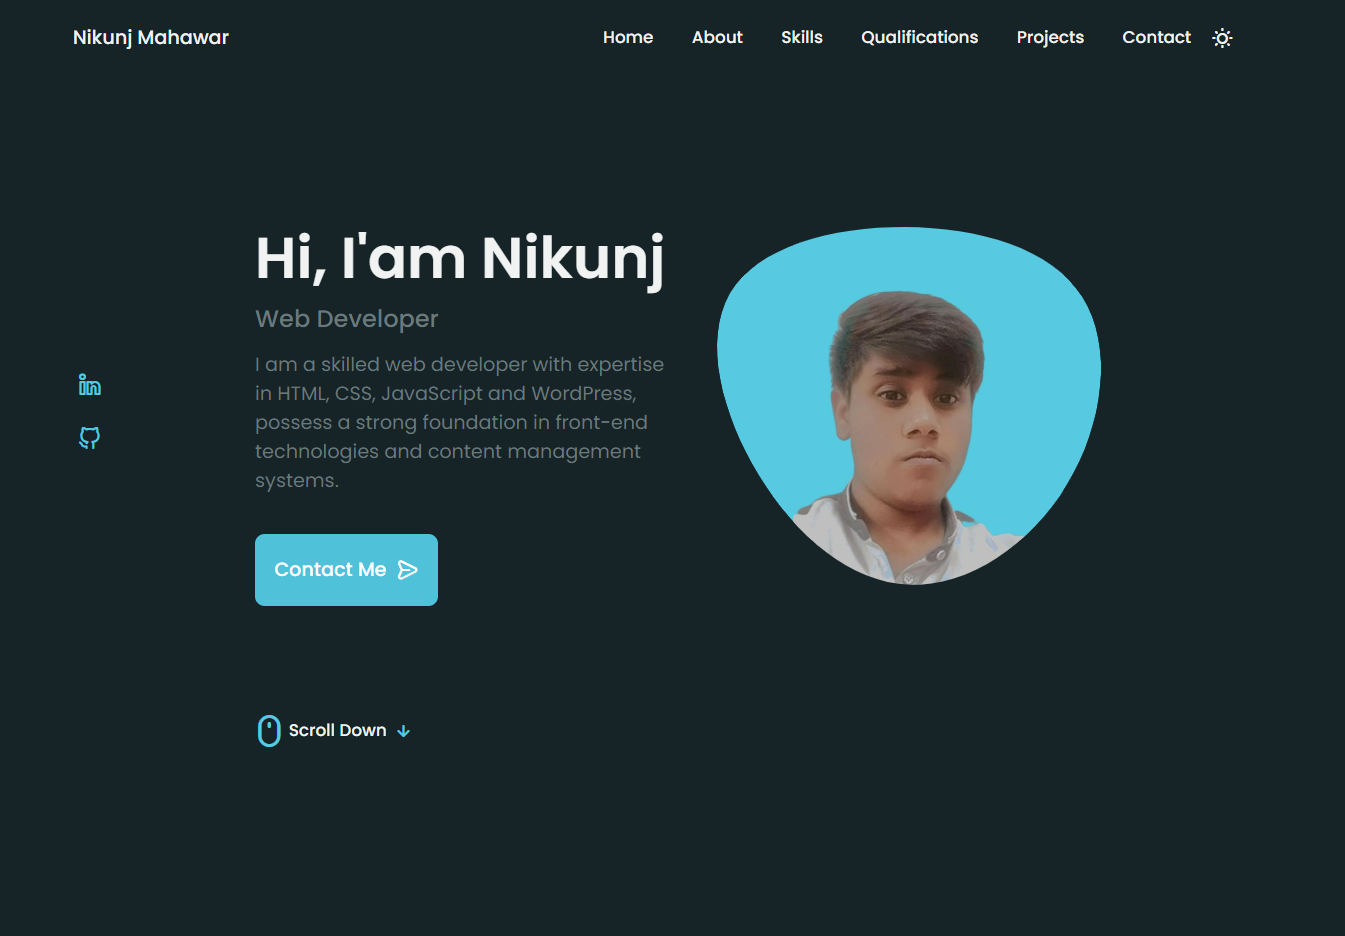 Nikunj Mahawar
Home About Skills Qualifications Projects Contact
Hi, I'am Nikunj
Web Developer
I am a skilled web developer with expertise
in HTML, CSS, JavaScript and WordPress,
possess a strong foundation in front-end
technologies and content management
systems.
Contact Me
Scroll Down